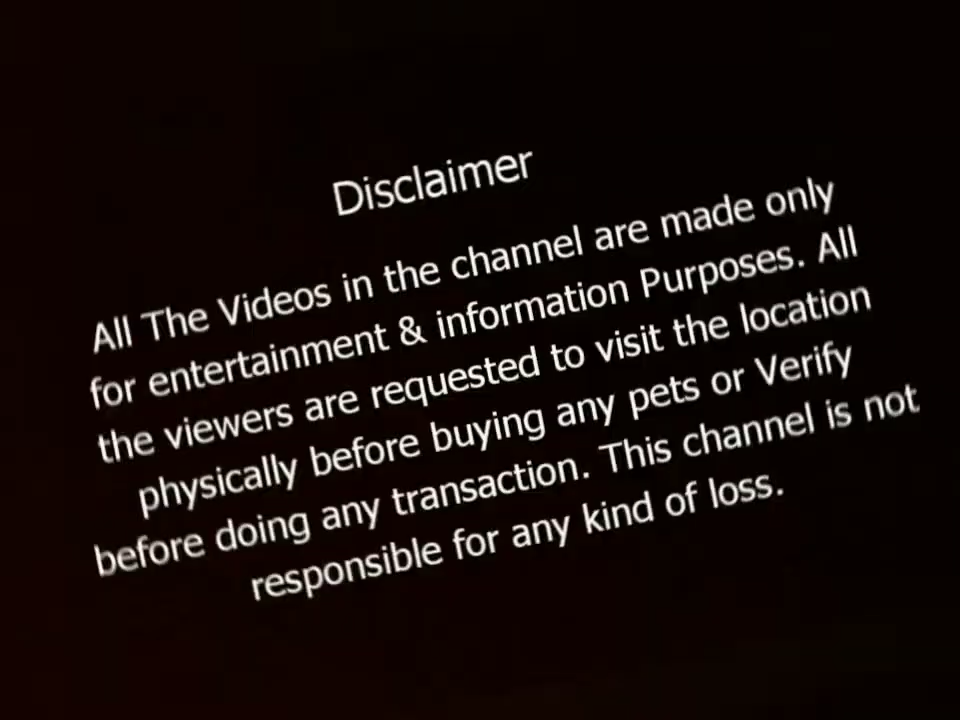 Disclaimer
All The Videos in the channel are made only
for entertainment & information Purposes. All
the viewers are requested to visit the location
physically before buying any pets or Verify
before doing any transaction. This channel is not
responsible for any kind of loss.